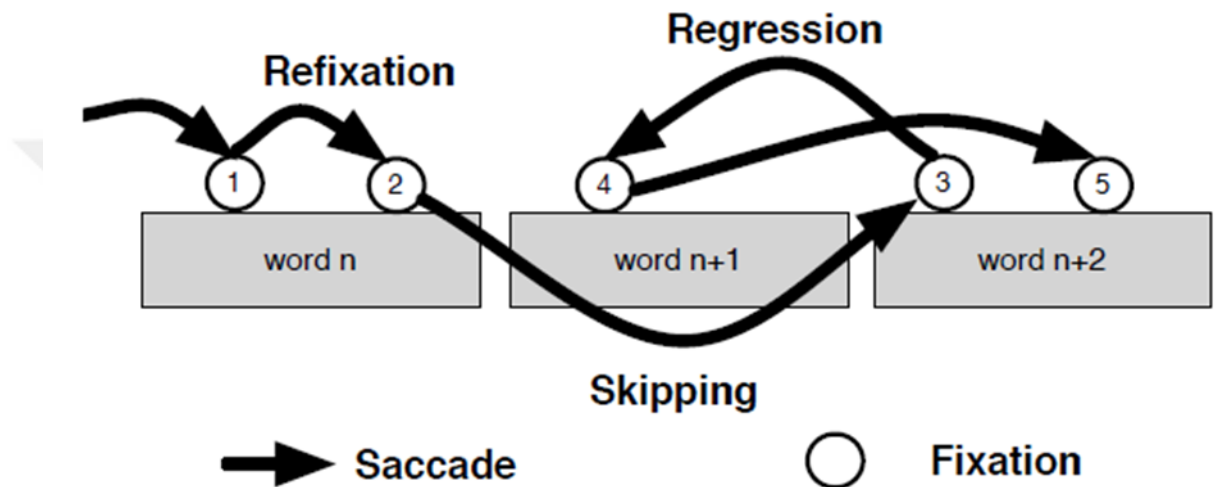 Regression
Refixation
1 2 4 3 5
word n word n+1 word n+2
Skipping
Saccade Fixation